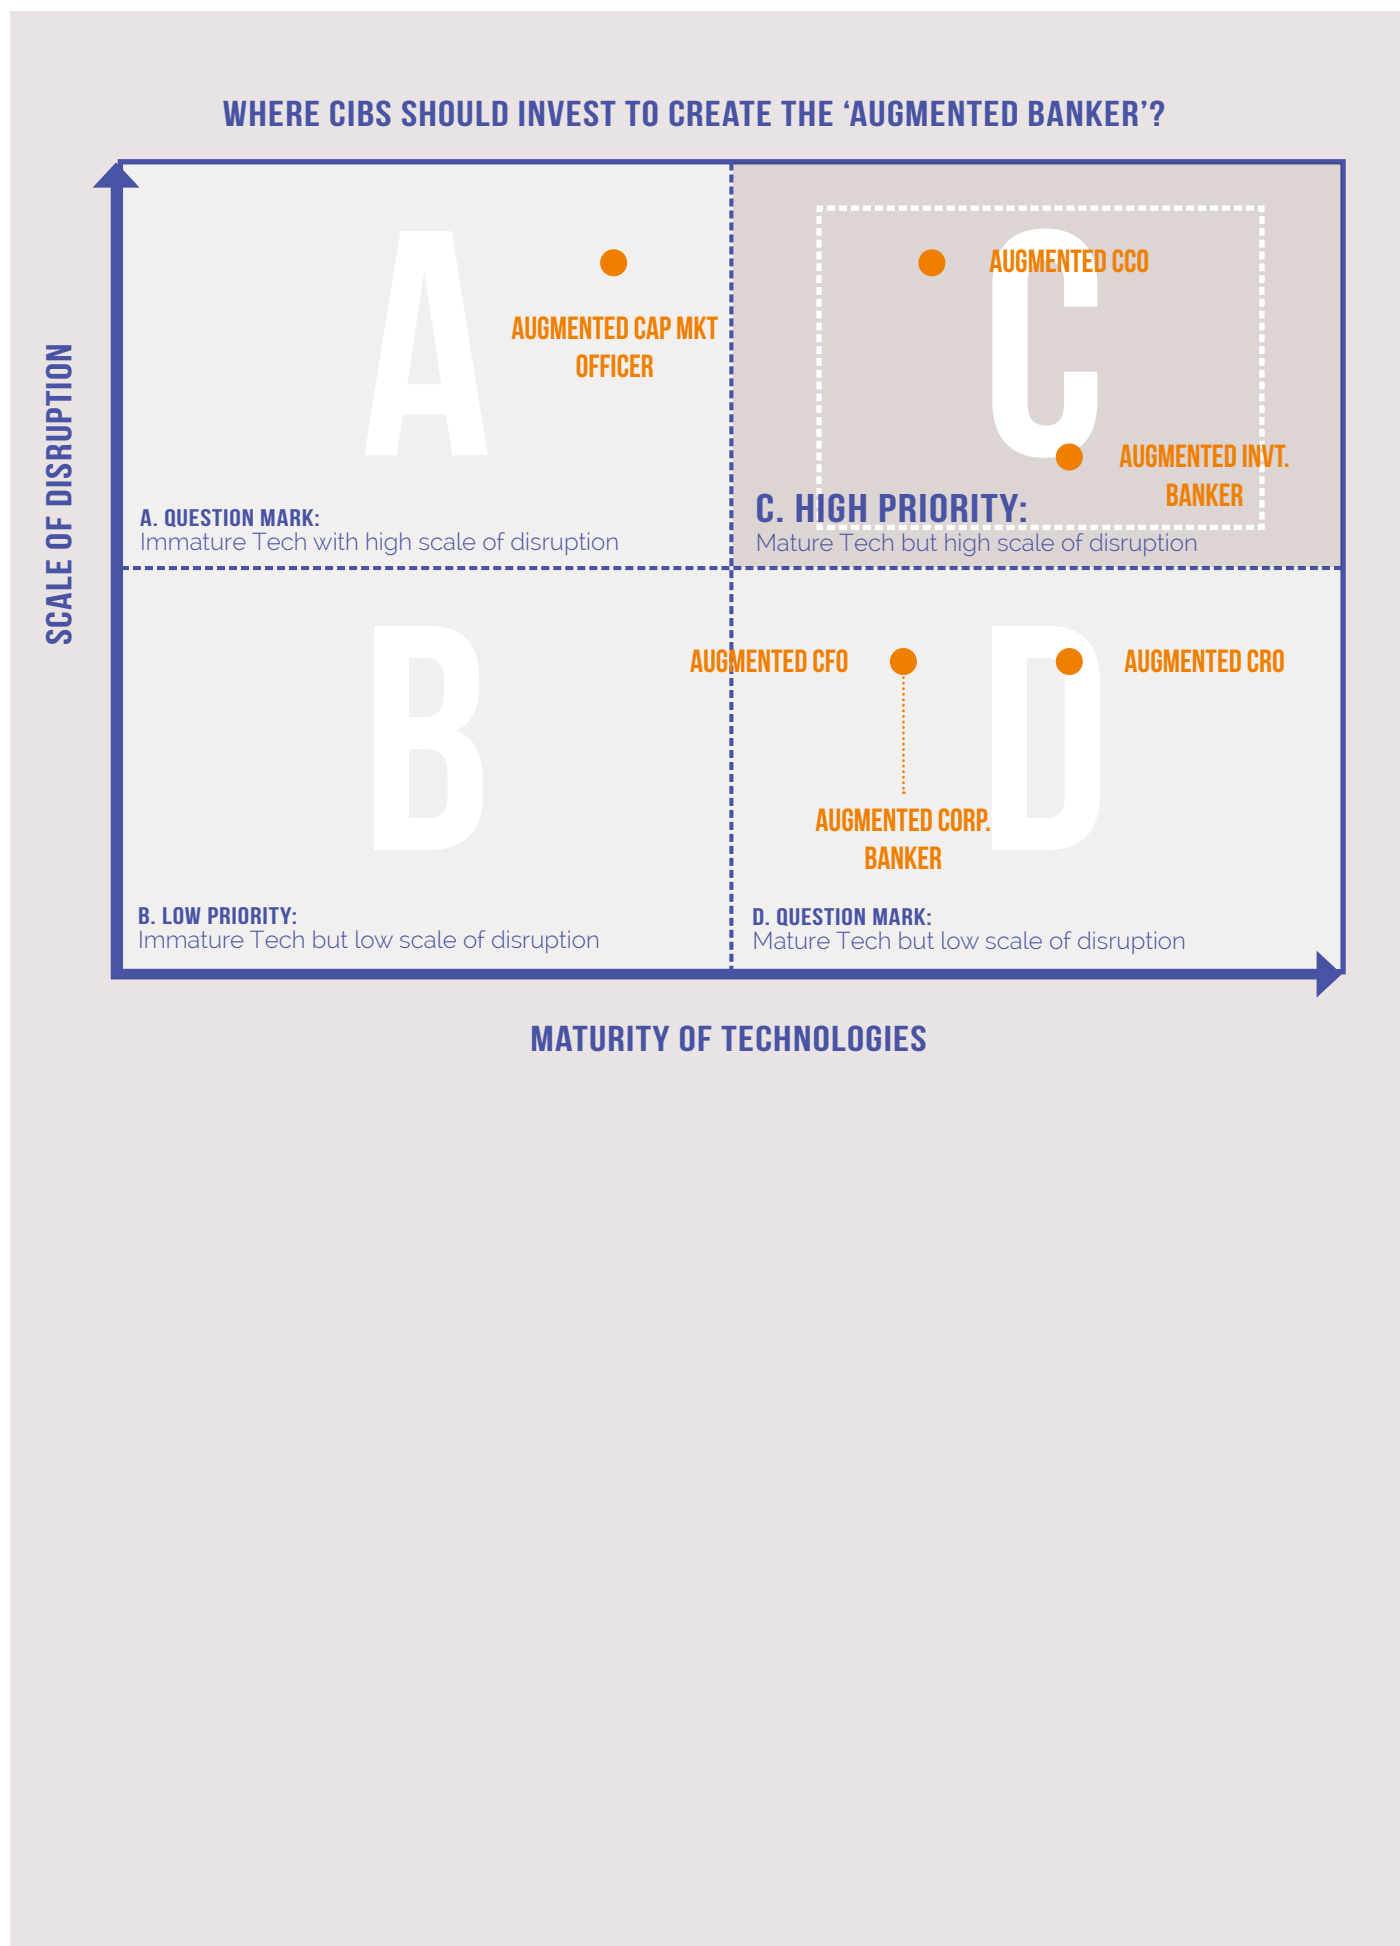 WHERE CIBS SHOULD INVEST TO CREATE THE ‘AUGMENTED BANKER’?
SCALE OF DISRUPTION
A
AUGMENTED CAP MKT
OFFICER
A. QUESTION MARK:
Immature Tech with high scale of disruption
C
AUGMENTED CCO
AUGMENTED INVT.
BANKER
C. HIGH PRIORITY:
Mature Tech but high scale of disruption
B
B. LOW PRIORITY:
Immature Tech but low scale of disruption
D
AUGMENTED CFO
AUGMENTED CRO
AUGMENTED CORP.
BANKER
D. QUESTION MARK:
Mature Tech but low scale of disruption
MATURITY OF TECHNOLOGIES